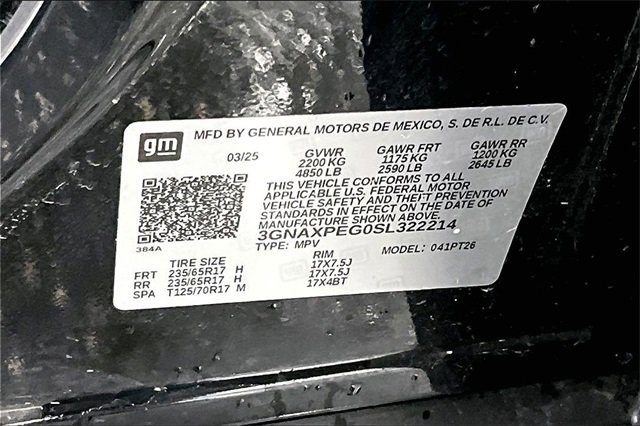 gm
MFD BY GENERAL MOTORS DE MEXICO, S. DE R.L. DE C.V.
03/25 GVWR GAWR FRT GAWR RR
2200 KG 1175 KG 1200 KG
4850 LB 2590 LB 2645 LB
THIS VEHICLE CONFORMS TO ALL
APPLICABLE U.S. FEDERAL MOTOR
VEHICLE SAFETY AND THEFT PREVENTION
STANDARDS IN EFFECT ON THE DATE OF
MANUFACTURE SHOWN ABOVE.
3GNAXPEG0SL322214
384A
TYPE: MPV MODEL: 041PT26
TIRE SIZE RIM
FRT 235/65R17 H 17X7.5J
RR 235/65R17 H 17X7.5J
SPA T125/70R17 M 17X4BT